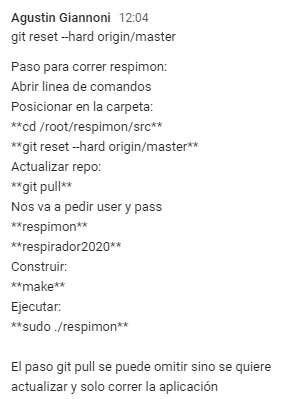 Agustin Giannoni 12:04
git reset --hard origin/master
Paso para correr respimon:
Abrir linea de comandos
Posicionar en la carpeta:
**cd /root/respimon/src**
**git reset --hard origin/master**
Actualizar repo:
**git pull**
Nos va a pedir user y pass
**respimon**
**respirador2020**
Construir:
**make**
Ejecutar:
**sudo ./respimon**
El paso git pull se puede omitir sino se quiere
actualizar y solo correr la aplicación